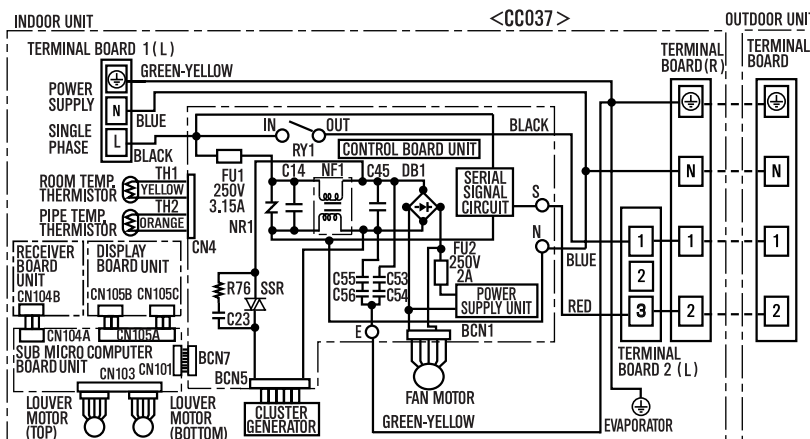 INDOOR UNIT
<CC037>
OUTDOOR UNIT
TERMINAL BOARD 1 (L)
GREEN-YELLOW
TERMINAL
BOARD (R)
TERMINAL
BOARD
POWER
SUPPLY
N
BLUE
SINGLE
PHASE
L
BLACK
IN
OUT
RY1
BLACK
CONTROL BOARD UNIT
N
N
ROOM TEMP.
THERMISTOR
TH1
YELLOW
PIPE TEMP.
THERMISTOR
TH2
ORANGE
CN4
FU1
250V
3.15A
C14
NF1
C45
DB1
NR1
SERIAL
SIGNAL
CIRCUIT
S
N
BLUE
FU2
250V
2A
1
2
3
1
2
1
2
RED
RECEIVER
BOARD
UNIT
CN104B
DISPLAY
BOARD UNIT
CN105B
CN105C
R76
SSR
C23
C55
C56
C53
C54
POWER
SUPPLY UNIT
CN104A
CN105A
SUB MICRO COMPUTER
BOARD UNIT
CN101
BCN7
CN103
BCN5
E
BCN1
TERMINAL
BOARD 2 (L)
LOUVER
MOTOR
(TOP)
LOUVER
MOTOR
(BOTTOM)
CLUSTER
GENERATOR
FAN MOTOR
GREEN-YELLOW
EVAPORATOR